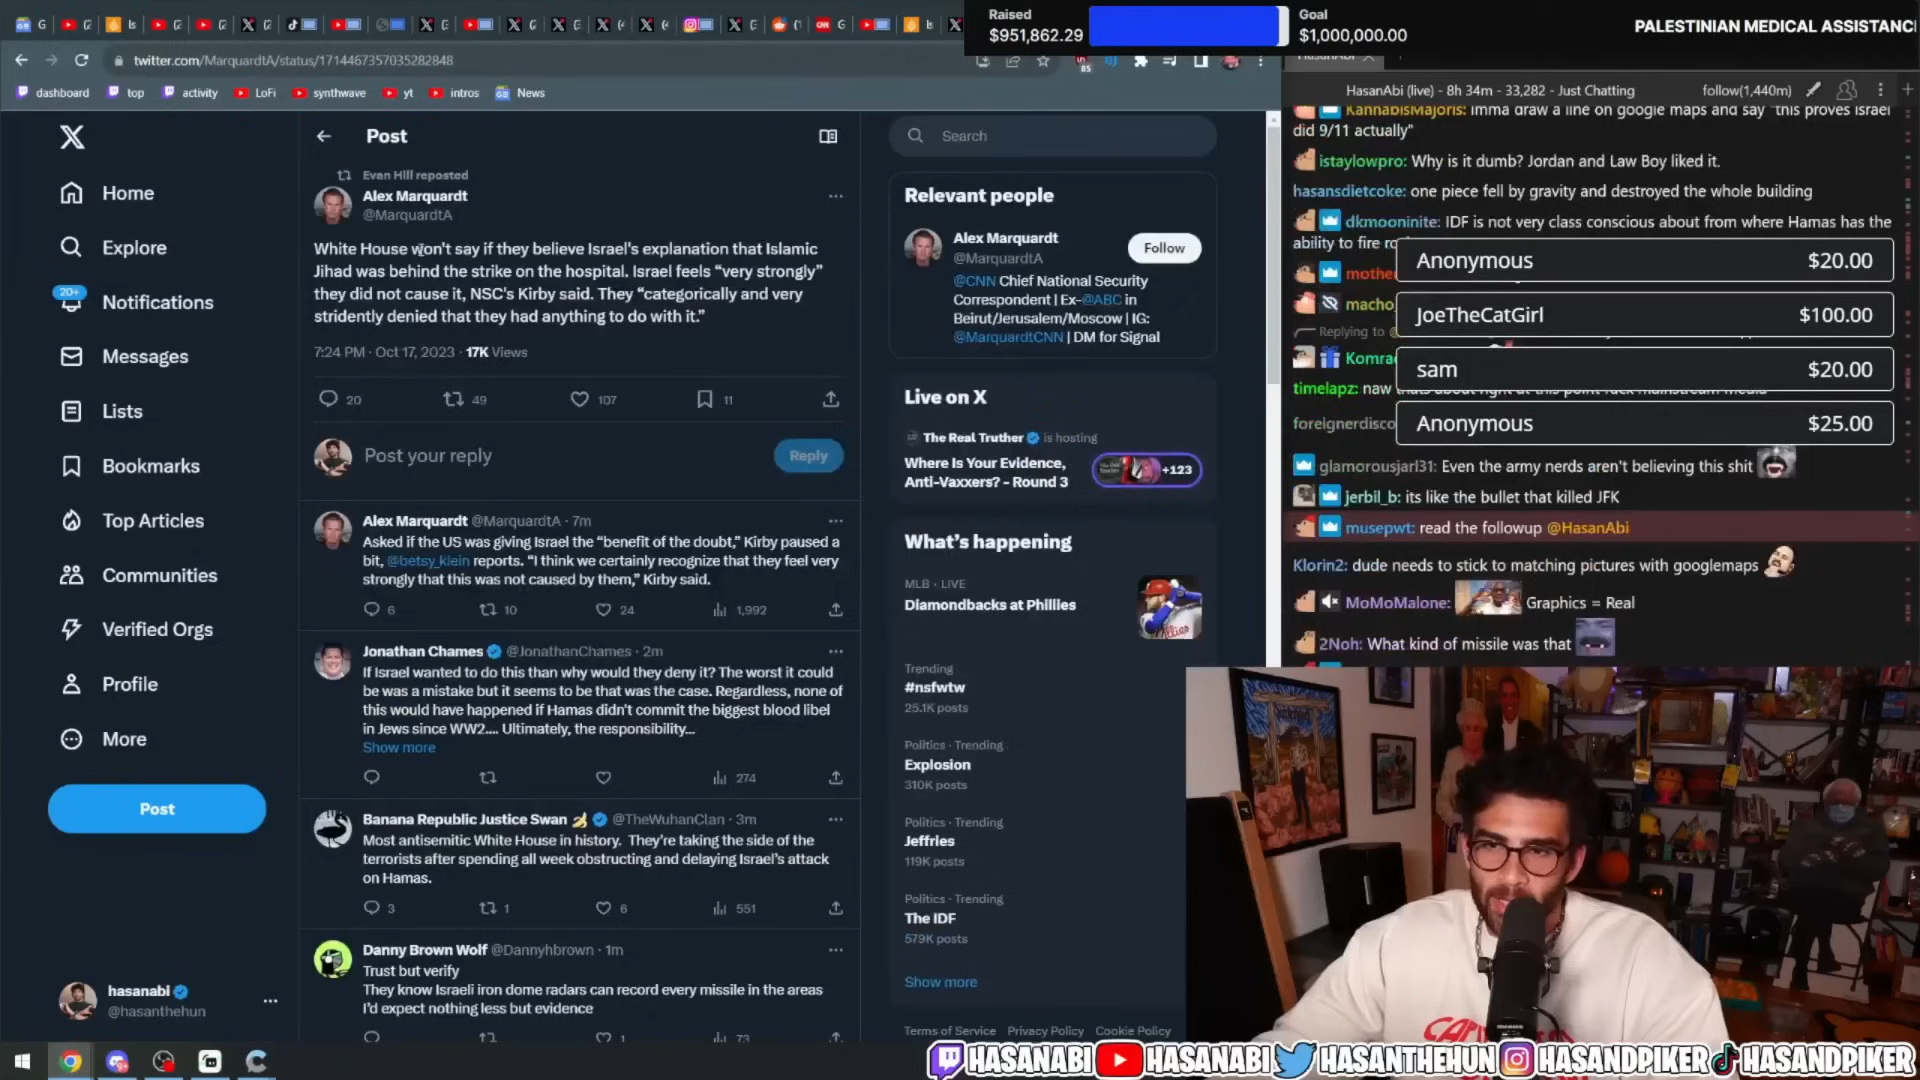 Raised
$951,862.29
Goal
$1,000,000.00
PALESTINIAN MEDICAL ASSISTANC
twitter.com/MarquardtA/status/1714467357035282848
85
dashboard
top
activity
LoFi
synthwave
yt
intros
News
Home
Explore
20+
Notifications
Messages
Lists
Bookmarks
Top Articles
Communities
Verified Orgs
Profile
More
Post
hasanabi
@hasanthehun
Post
Evan Hill reposted
Alex Marquardt
@MarquardtA
White House won't say if they believe Israel's explanation that Islamic
Jihad was behind the strike on the hospital. Israel feels “very strongly”
they did not cause it, NSC's Kirby said. They “categorically and very
stridently denied that they had anything to do with it.”
7:24 PM · Oct 17, 2023 · 17K Views
20
49
107
11
Post your reply
Reply
Alex Marquardt @MarquardtA · 7m
Asked if the US was giving Israel the “benefit of the doubt,” Kirby paused a
bit, @betsy_klein reports. “I think we certainly recognize that they feel very
strongly that this was not caused by them,” Kirby said.
6
10
24
1,992
Jonathan Chames @JonathanChames · 2m
If Israel wanted to do this than why would they deny it? The worst it could
be was a mistake but it seems to be that was the case. Regardless, none of
this would have happened if Hamas didn't commit the biggest blood libel
in Jews since WW2.... Ultimately, the responsibility...
Show more
274
Banana Republic Justice Swan @TheWuhanClan · 3m
Most antisemitic White House in history. They're taking the side of the
terrorists after spending all week obstructing and delaying Israel's attack
on Hamas.
3
1
6
551
Danny Brown Wolf @Dannyhbrown · 1m
Trust but verify
They know Israeli iron dome radars can record every missile in the areas
I'd expect nothing less but evidence
1
73
Search
Relevant people
Alex Marquardt
@MarquardtA
Follow
@CNN Chief National Security
Correspondent | Ex-@ABC in
Beirut/Jerusalem/Moscow | IG:
@MarquardtCNN | DM for Signal
Live on X
The Real Truther is hosting
Where Is Your Evidence,
Anti-Vaxxers? - Round 3
+123
What's happening
MLB · LIVE
Diamondbacks at Phillies
Trending
#nsfwtw
25.1K posts
Politics · Trending
Explosion
310K posts
Politics · Trending
Jeffries
119K posts
Politics · Trending
The IDF
579K posts
Show more
Terms of Service Privacy Policy Cookie Policy
HasanAbi
HasanAbi (live) - 8h 34m - 33,282 - Just Chatting
follow(1,440m)
KannabisMajoris: Imma draw a line on google maps and say "this proves Israel
did 9/11 actually"
istaylowpro: Why is it dumb? Jordan and Law Boy liked it.
hasansdietcoke: one piece fell by gravity and destroyed the whole building
dkmooninite: IDF is not very class conscious about from where Hamas has the
ability to fire
Anonymous $20.00
JoeTheCatGirl $100.00
Replying to
sam $20.00
timelapz: naw
Anonymous $25.00
glamorousjarl31: Even the army nerds aren't believing this shit
jerbil_b: its like the bullet that killed JFK
musepwt: read the followup @HasanAbi
Klorin2: dude needs to stick to matching pictures with googlemaps
MoMoMalone: Graphics = Real
2Noh: What kind of missile was that
HASANABI HASANABI HASANTHEHUN HASANDPIKER HASANDPIKER